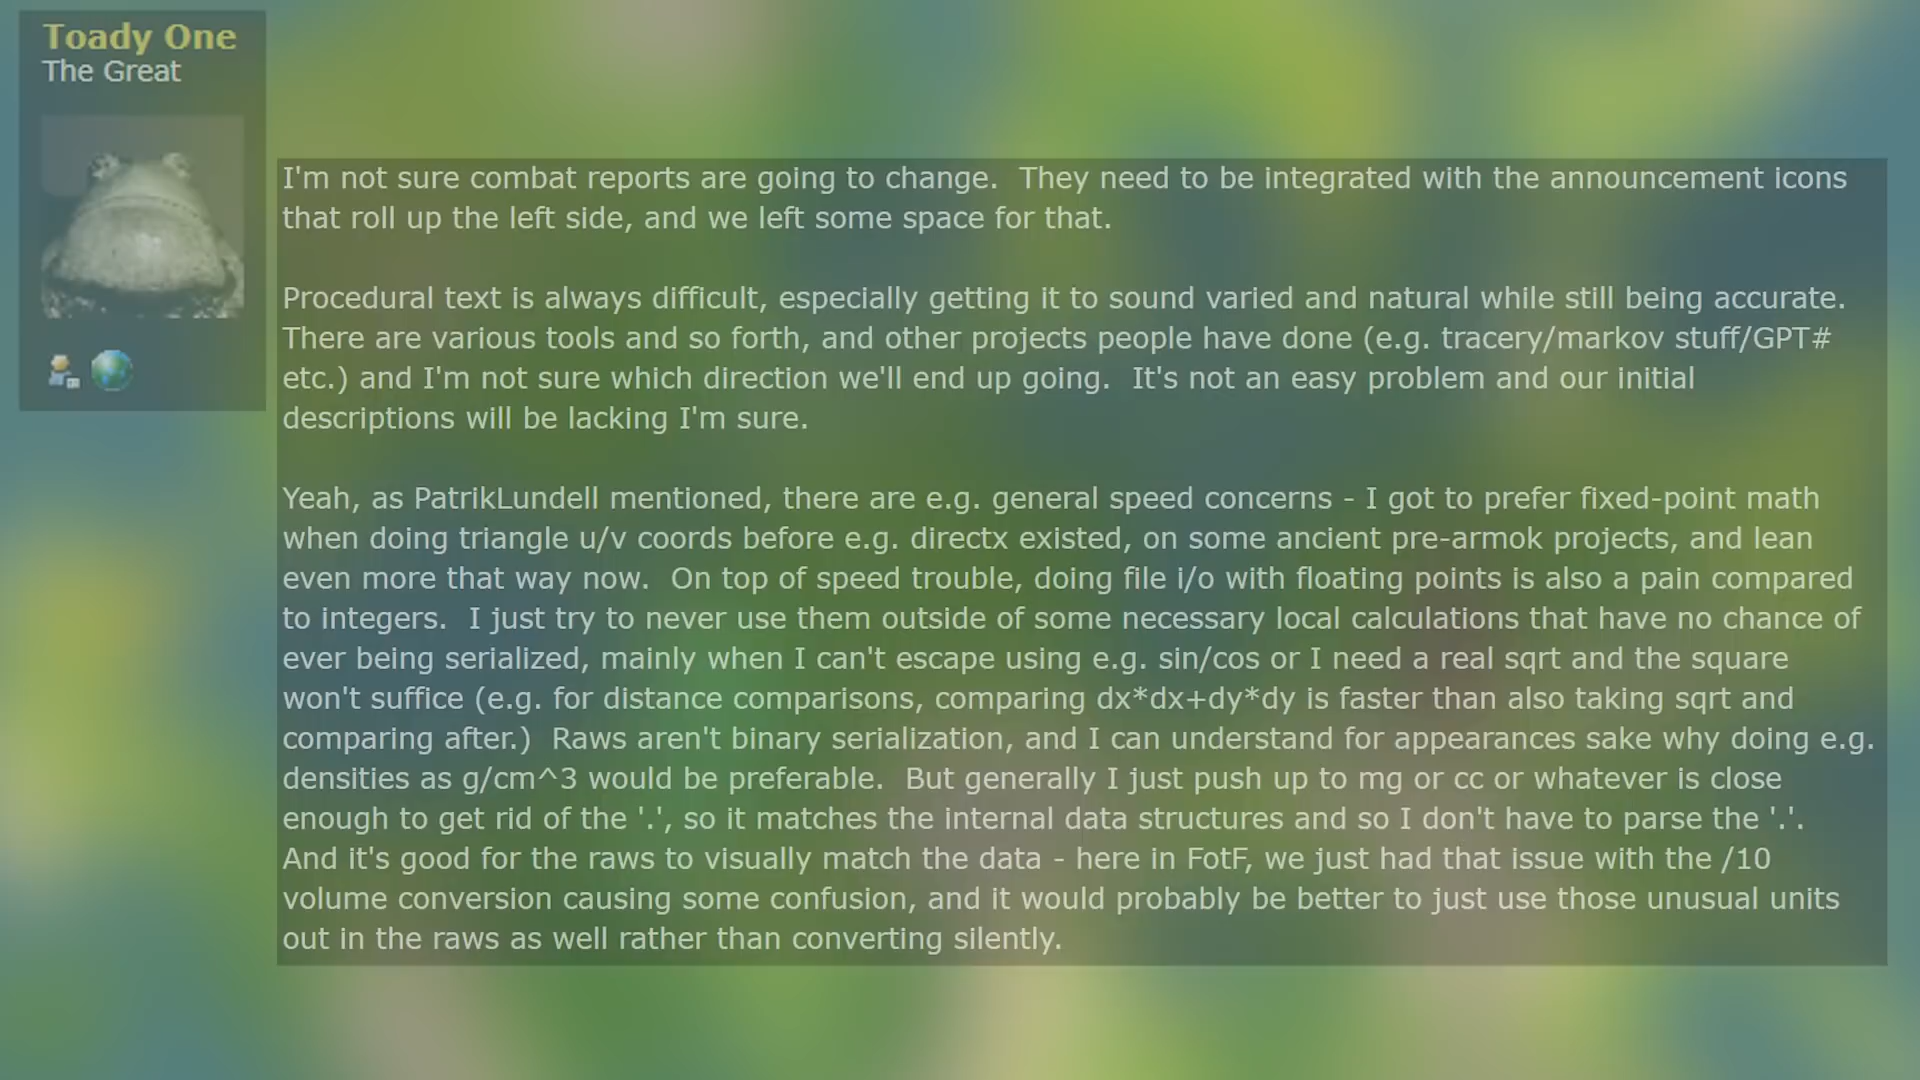 Toady One
The Great
I'm not sure combat reports are going to change.  They need to be integrated with the announcement icons
that roll up the left side, and we left some space for that.
Procedural text is always difficult, especially getting it to sound varied and natural while still being accurate.
There are various tools and so forth, and other projects people have done (e.g. tracery/markov stuff/GPT#
etc.) and I'm not sure which direction we'll end up going.  It's not an easy problem and our initial
descriptions will be lacking I'm sure.
Yeah, as PatrikLundell mentioned, there are e.g. general speed concerns - I got to prefer fixed-point math
when doing triangle u/v coords before e.g. directx existed, on some ancient pre-armok projects, and lean
even more that way now.  On top of speed trouble, doing file i/o with floating points is also a pain compared
to integers.  I just try to never use them outside of some necessary local calculations that have no chance of
ever being serialized, mainly when I can't escape using e.g. sin/cos or I need a real sqrt and the square
won't suffice (e.g. for distance comparisons, comparing dx*dx+dy*dy is faster than also taking sqrt and
comparing after.)  Raws aren't binary serialization, and I can understand for appearances sake why doing e.g.
densities as g/cm^3 would be preferable.  But generally I just push up to mg or cc or whatever is close
enough to get rid of the '.', so it matches the internal data structures and so I don't have to parse the '.'.
And it's good for the raws to visually match the data - here in FotF, we just had that issue with the /10
volume conversion causing some confusion, and it would probably be better to just use those unusual units
out in the raws as well rather than converting silently.